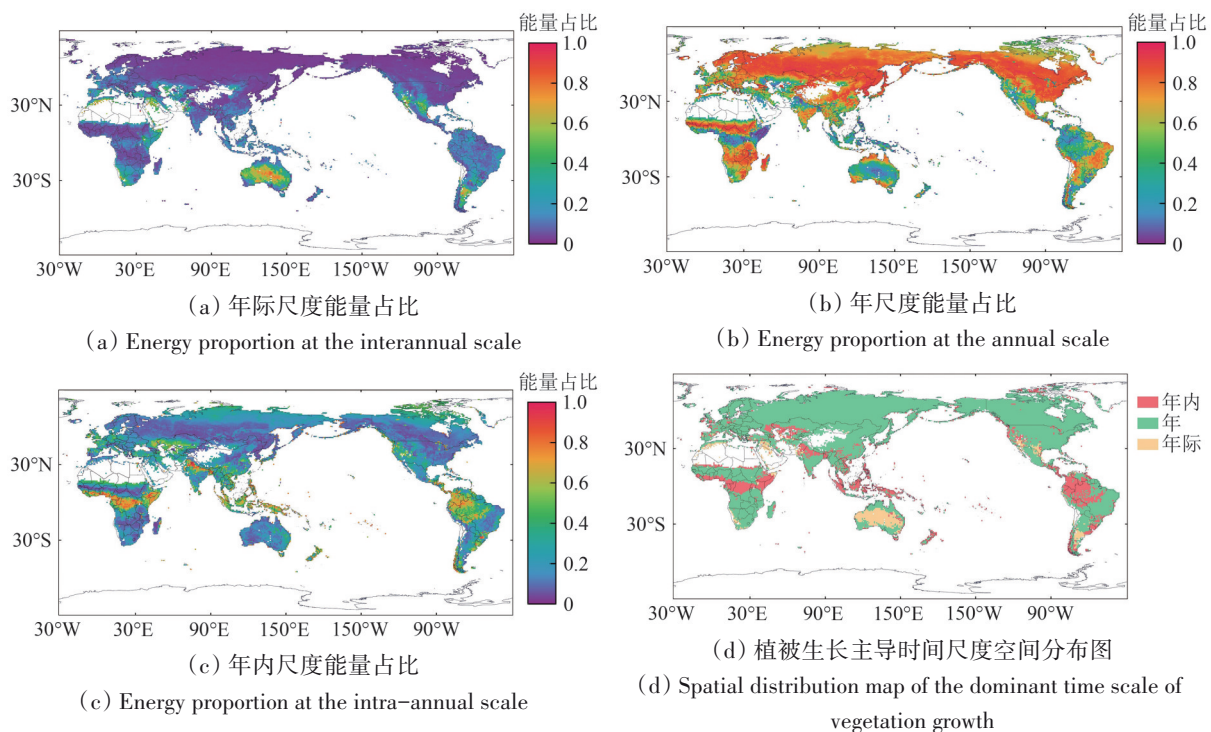 能量占比
1.0
0.8
0.6
0.4
0.2
0
30°N
30°S
30°W 30°E 90°E 150°E 150°W 90°W
(a) 年际尺度能量占比
(a) Energy proportion at the interannual scale
能量占比
1.0
0.8
0.6
0.4
0.2
0
30°N
30°S
30°W 30°E 90°E 150°E 150°W 90°W
(b) 年尺度能量占比
(b) Energy proportion at the annual scale
能量占比
1.0
0.8
0.6
0.4
0.2
0
30°N
30°S
30°W 30°E 90°E 150°E 150°W 90°W
(c) 年内尺度能量占比
(c) Energy proportion at the intra-annual scale
年内
年
年际
30°N
30°S
30°W 30°E 90°E 150°E 150°W 90°W
(d) 植被生长主导时间尺度空间分布图
(d) Spatial distribution map of the dominant time scale of
vegetation growth